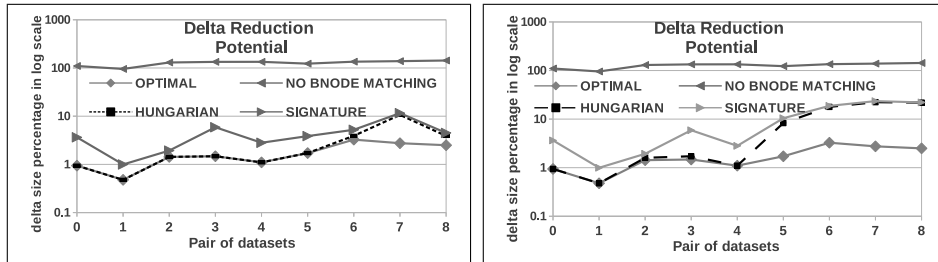 Delta Reduction
Potential
delta size percentage in log scale
1000
100
10
1
0.1
OPTIMAL
NO BNODE MATCHING
HUNGARIAN
SIGNATURE
0 1 2 3 4 5 6 7 8
Pair of datasets
Delta Reduction
Potential
delta size percentage in log scale
1000
100
10
1
0.1
OPTIMAL
NO BNODE MATCHING
HUNGARIAN
SIGNATURE
0 1 2 3 4 5 6 7 8
Pair of datasets